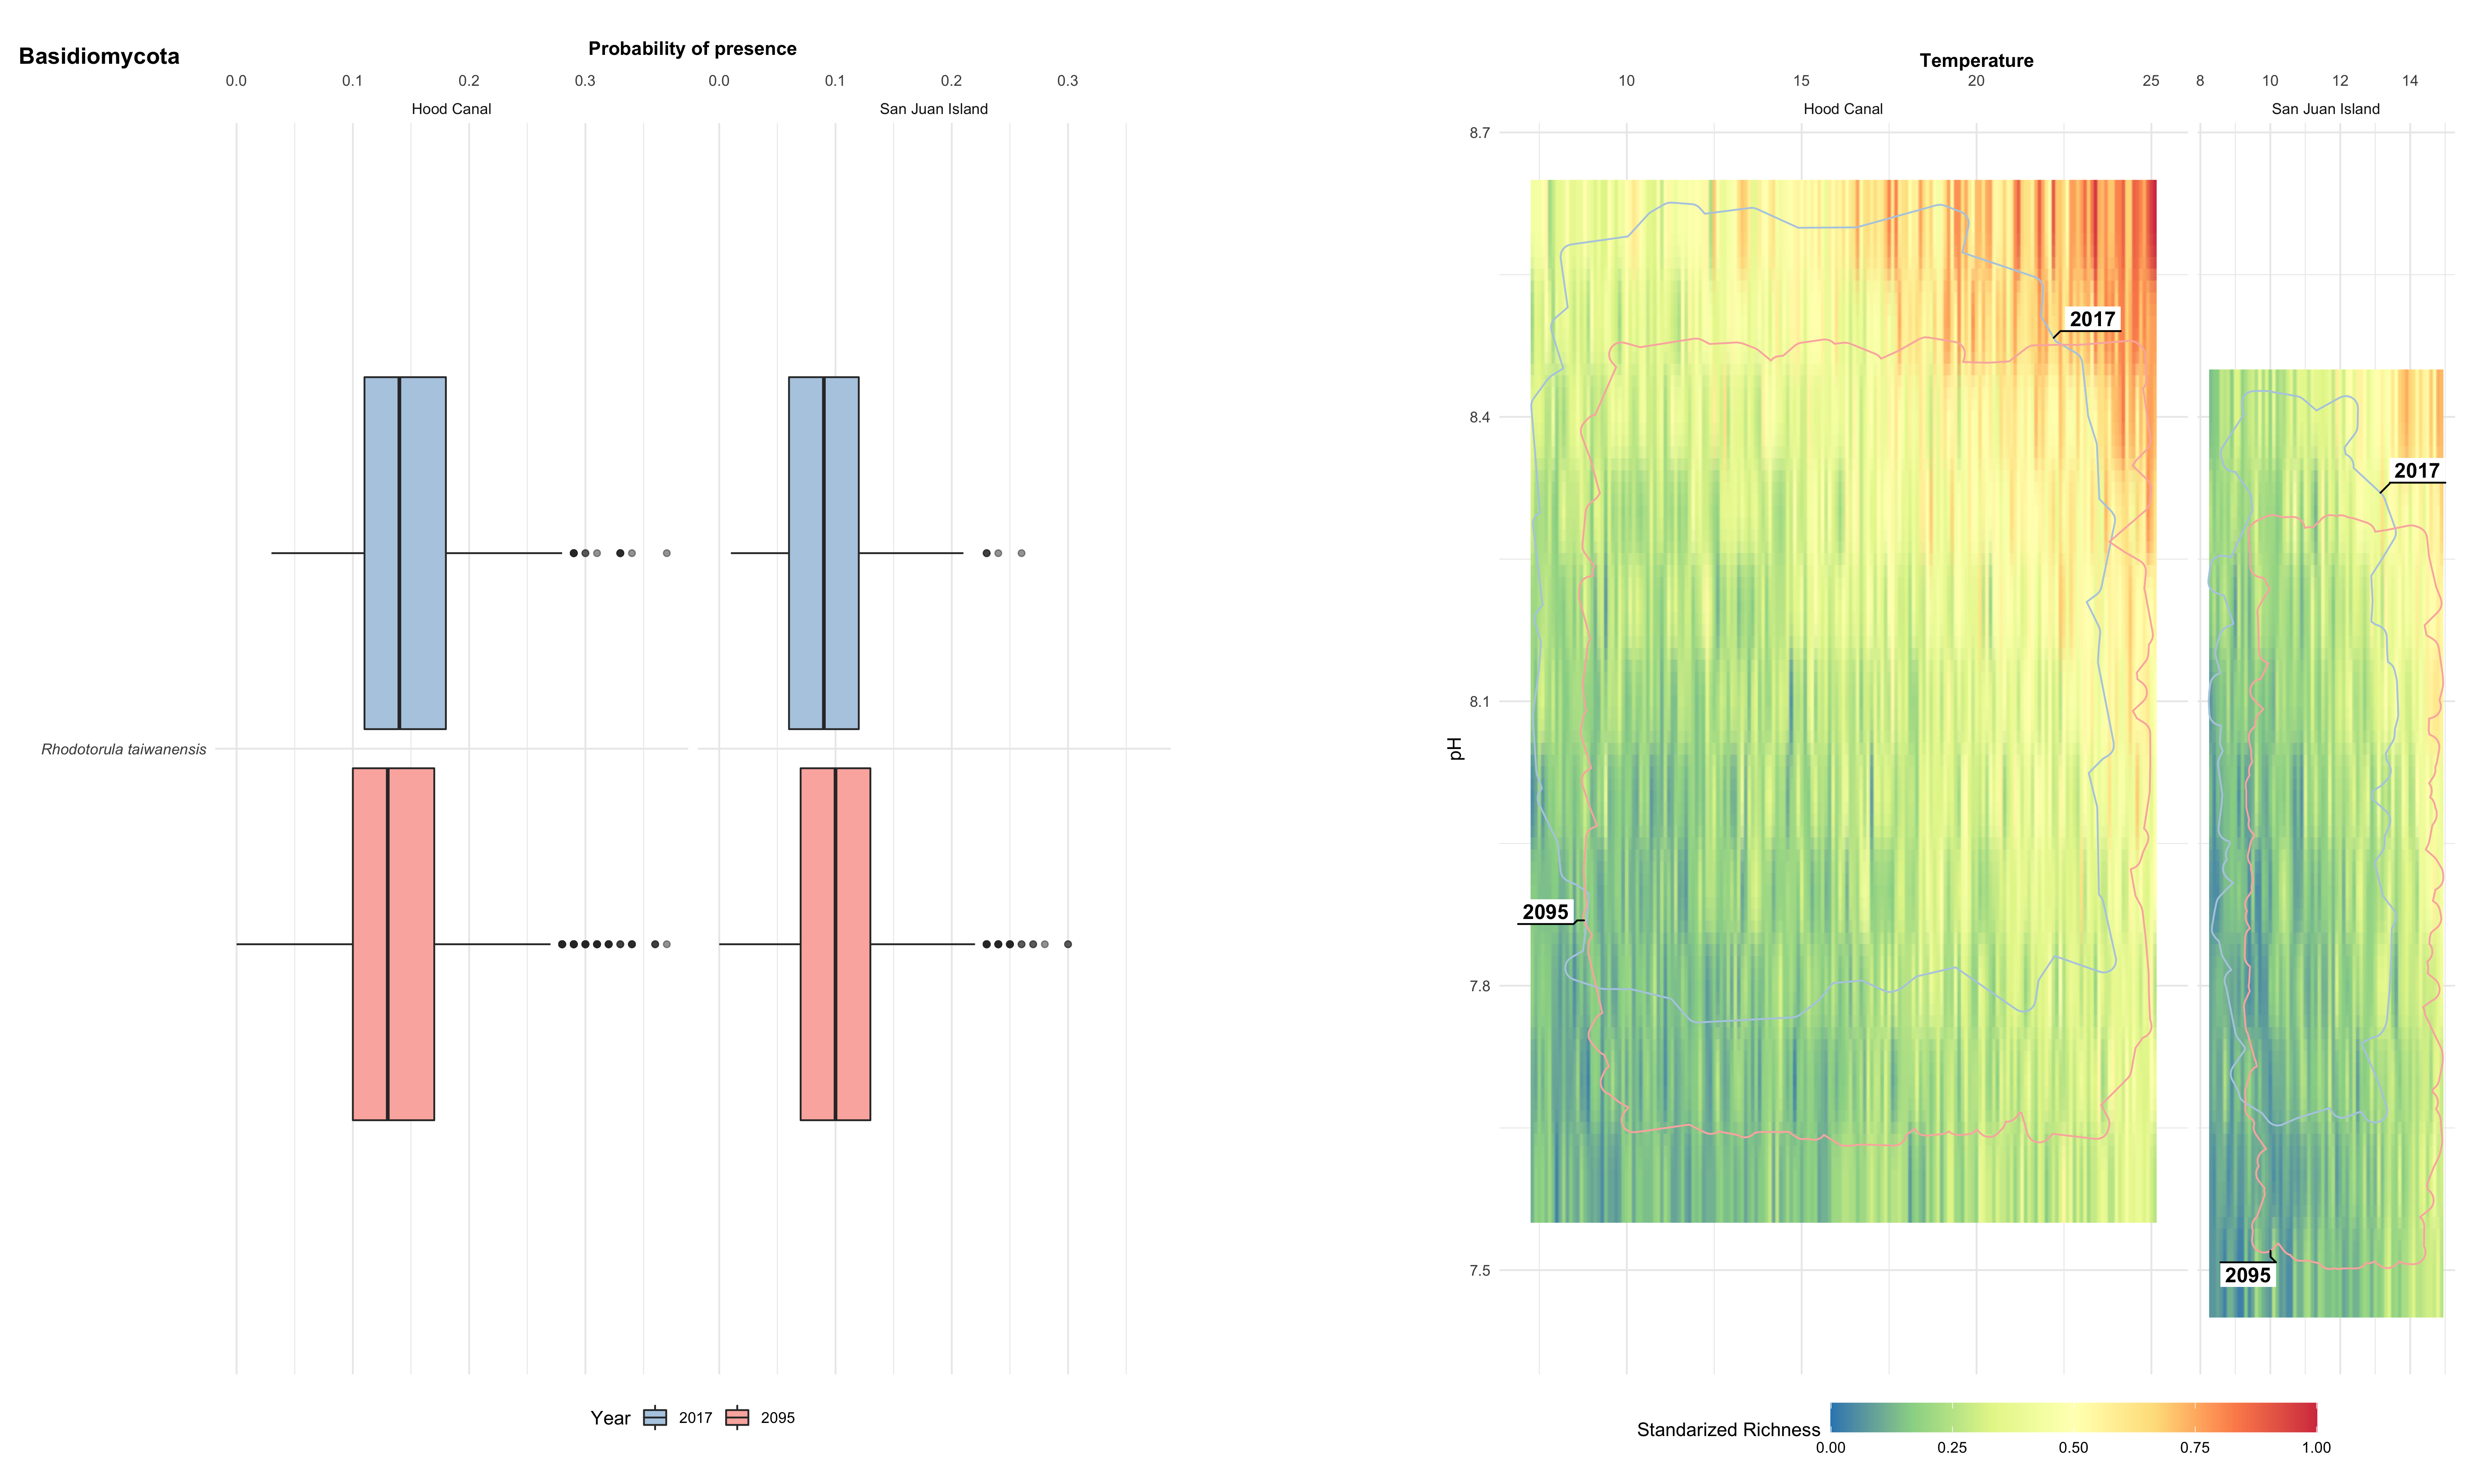 Basidiomycota
Probability of presence
0.0 0.1 0.2 0.3 0.0 0.1 0.2 0.3
Hood Canal San Juan Island
Rhodotorula taiwanensis
Year 2017 2095
Temperature
10 15 20 25 8 10 12 14
Hood Canal San Juan Island
8.7
8.4
8.1
7.8
7.5
pH
2017
2017
2095
2095
Standarized Richness
0.00 0.25 0.50 0.75 1.00